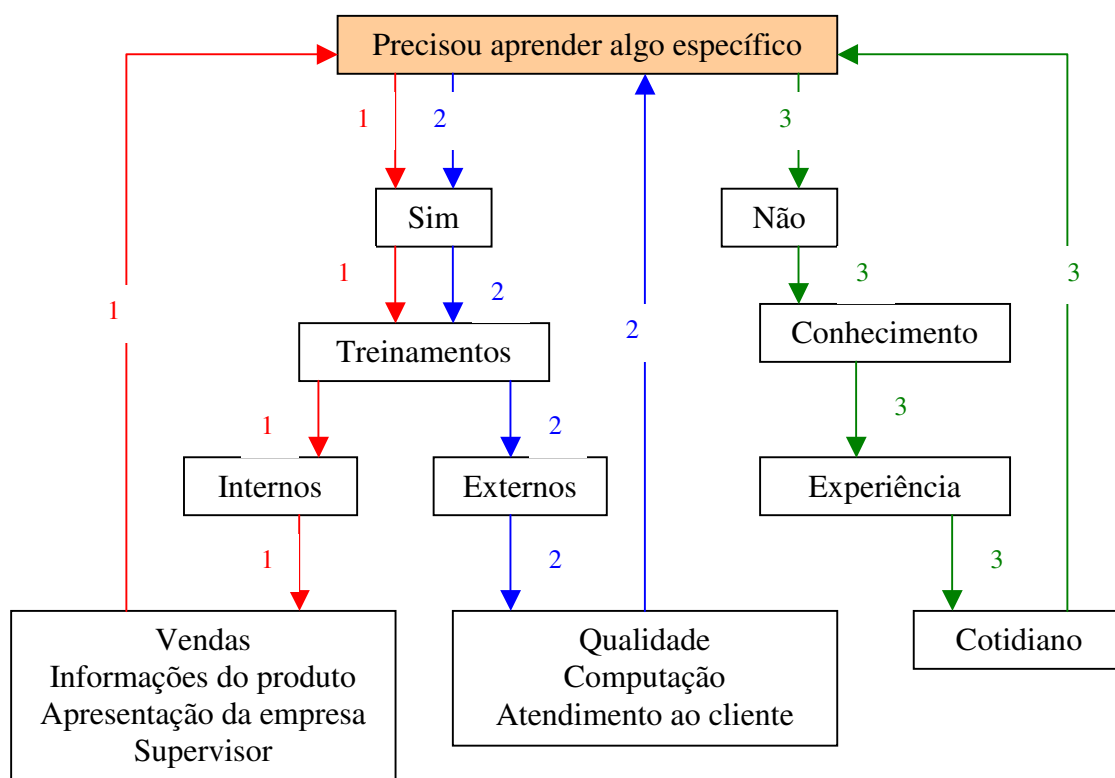 Precisou aprender algo específico
1 2 3
Sim Não
1 2 3
1 2 3
Treinamentos Conhecimento
1 2 3
Internos Externos Experiência
1 2 3
Vendas
Informações do produto
Apresentação da empresa
Supervisor
Qualidade
Computação
Atendimento ao cliente
Cotidiano